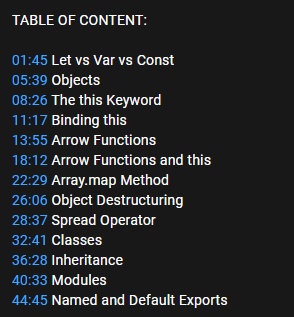 TABLE OF CONTENT:
01:45 Let vs Var vs Const
05:39 Objects
08:26 The this Keyword
11:17 Binding this
13:55 Arrow Functions
18:12 Arrow Functions and this
22:29 Array.map Method
26:06 Object Destructuring
28:37 Spread Operator
32:41 Classes
36:28 Inheritance
40:33 Modules
44:45 Named and Default Exports